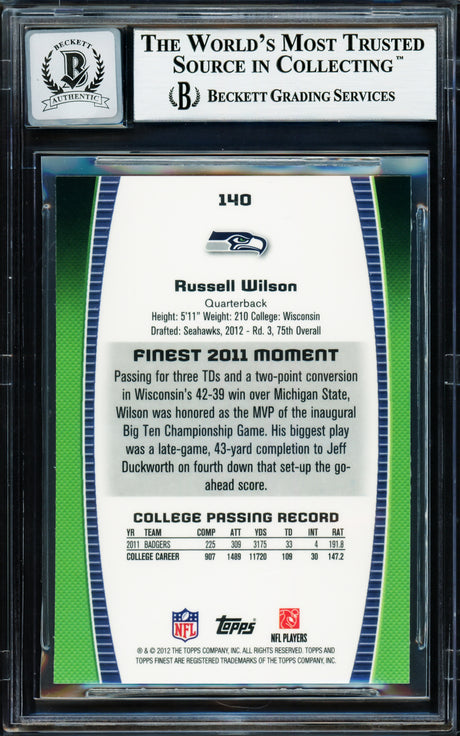 BECKETT
B
AUTHENTIC
THE WORLD'S MOST TRUSTED
SOURCE IN COLLECTING™
B BECKETT GRADING SERVICES
140
Russell Wilson
Quarterback
Height: 5'11" Weight: 210 College: Wisconsin
Drafted: Seahawks, 2012 - Rd. 3, 75th Overall
FINEST 2011 MOMENT
Passing for three TDs and a two-point conversion
in Wisconsin's 42-39 win over Michigan State,
Wilson was honored as the MVP of the inaugural
Big Ten Championship Game. His biggest play
was a late-game, 43-yard completion to Jeff
Duckworth on fourth down that set-up the go-
ahead score.
COLLEGE PASSING RECORD
YR TEAM COMP ATT YDS TD INT RAT
2011 BADGERS 225 309 3175 33 4 191.8
COLLEGE CAREER 907 1489 11720 109 30 147.2
NFL Topps NFL PLAYERS
® & © 2012 THE TOPPS COMPANY, INC. ALL RIGHTS RESERVED. TOPPS AND
TOPPS FINEST ARE REGISTERED TRADEMARKS OF THE TOPPS COMPANY, INC.